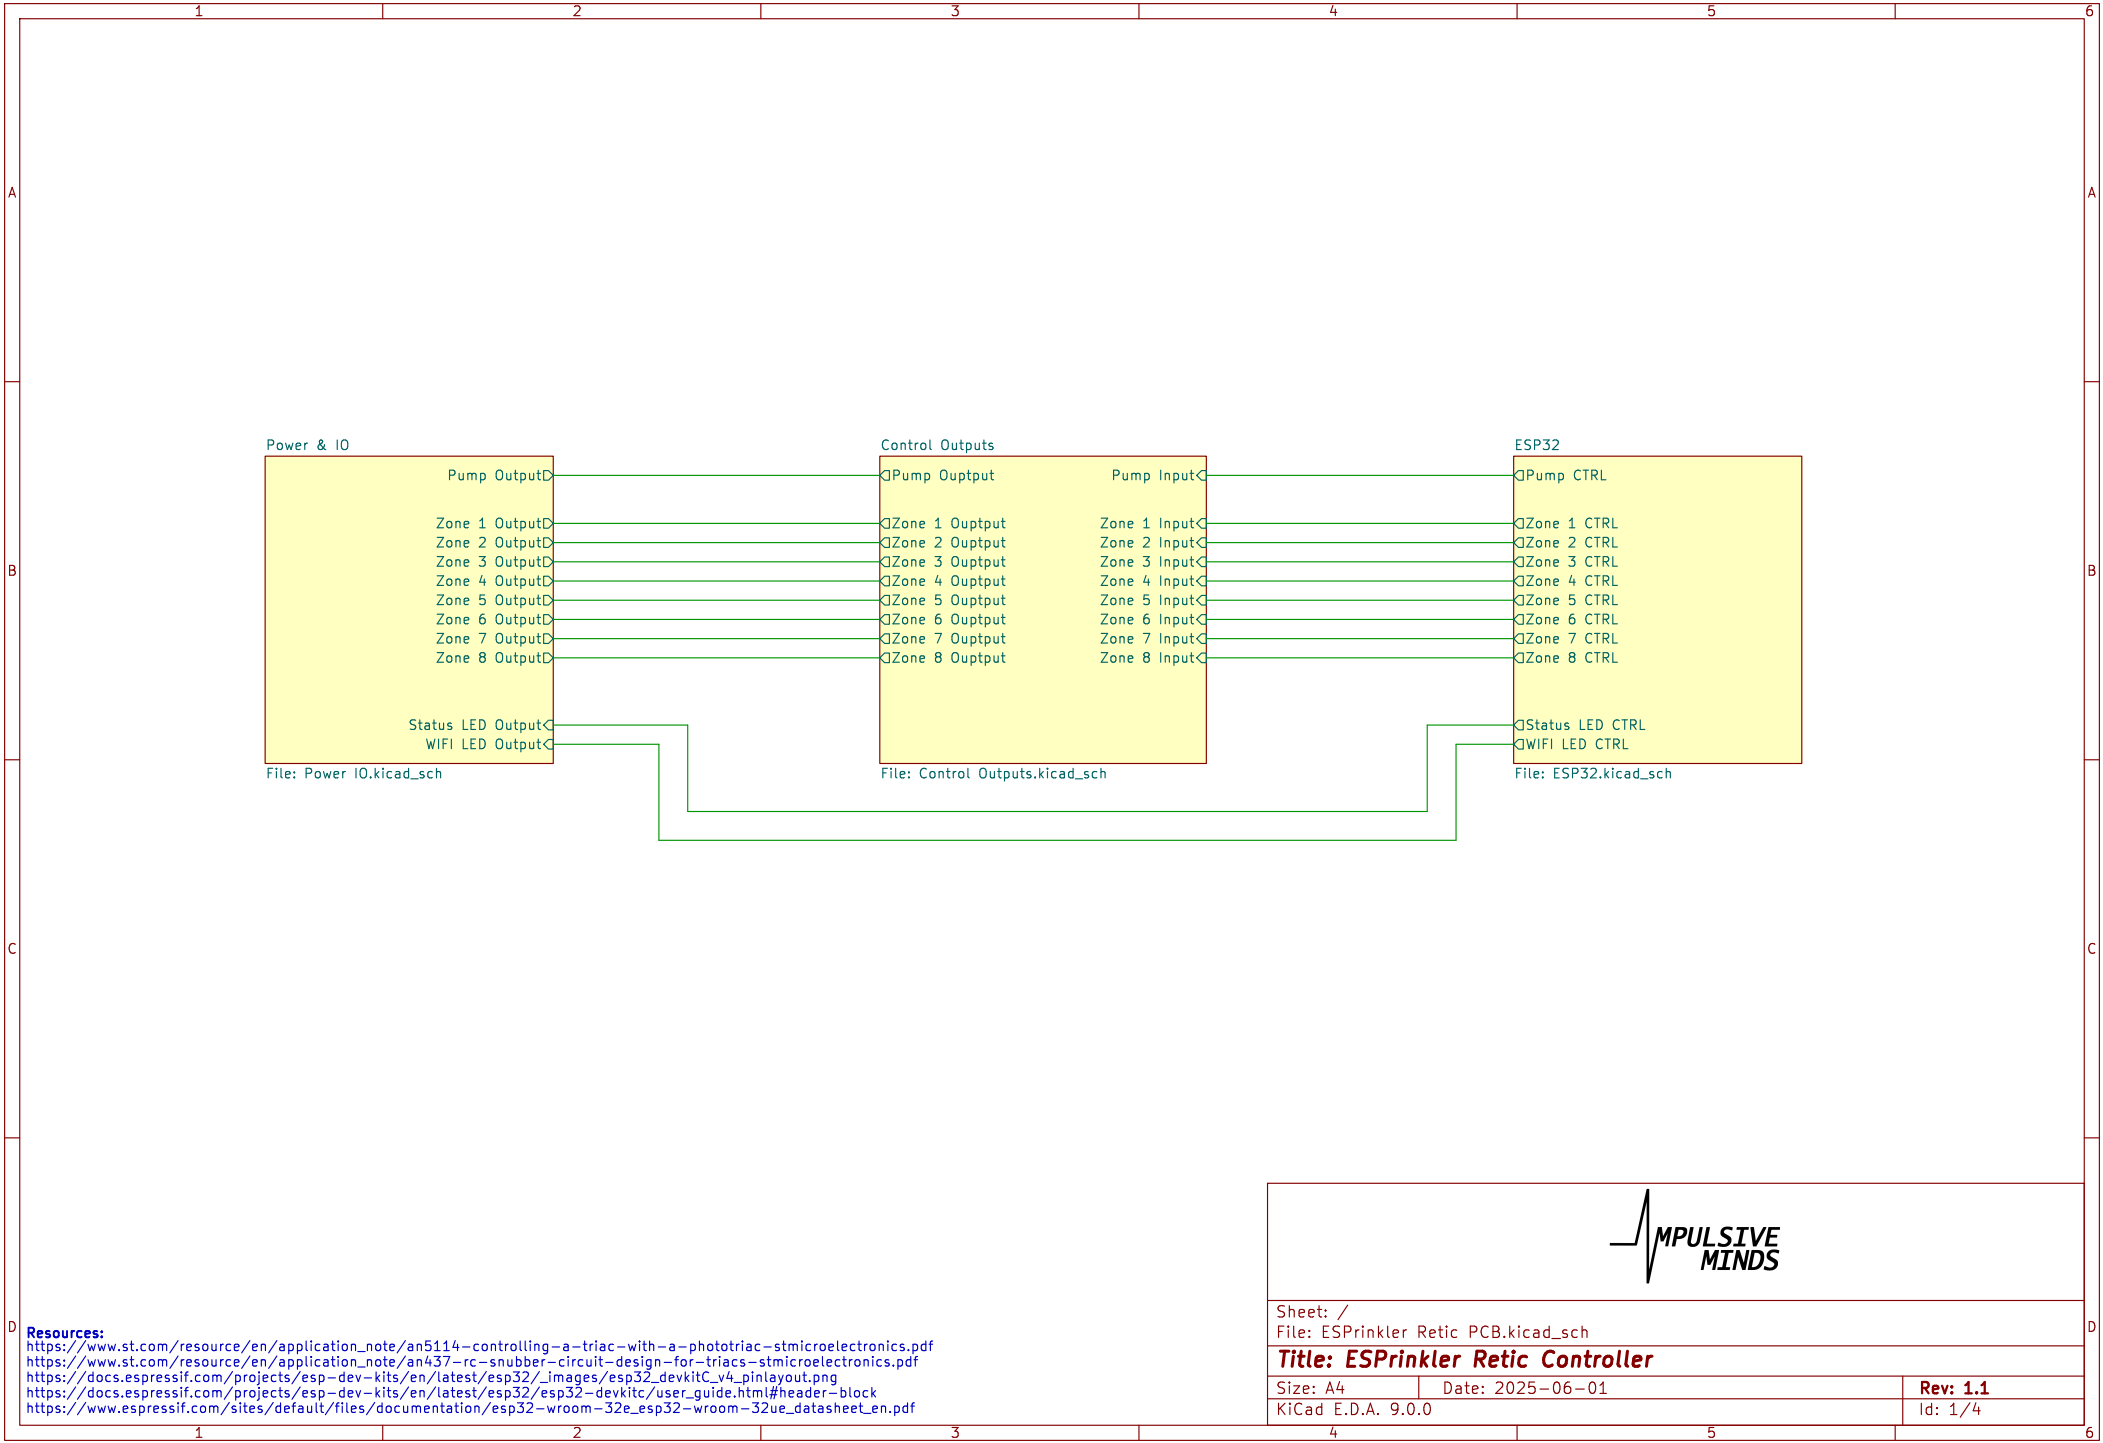 1 2 3 4 5 6
A A
B B
C C
D D
Power & IO
Pump Output
Zone 1 Output
Zone 2 Output
Zone 3 Output
Zone 4 Output
Zone 5 Output
Zone 6 Output
Zone 7 Output
Zone 8 Output
Status LED Output
WIFI LED Output
File: Power IO.kicad_sch
Control Outputs
Pump Ouptput Pump Input
Zone 1 Ouptput Zone 1 Input
Zone 2 Ouptput Zone 2 Input
Zone 3 Ouptput Zone 3 Input
Zone 4 Ouptput Zone 4 Input
Zone 5 Ouptput Zone 5 Input
Zone 6 Ouptput Zone 6 Input
Zone 7 Ouptput Zone 7 Input
Zone 8 Ouptput Zone 8 Input
File: Control Outputs.kicad_sch
ESP32
Pump CTRL
Zone 1 CTRL
Zone 2 CTRL
Zone 3 CTRL
Zone 4 CTRL
Zone 5 CTRL
Zone 6 CTRL
Zone 7 CTRL
Zone 8 CTRL
Status LED CTRL
WIFI LED CTRL
File: ESP32.kicad_sch
Resources:
https://www.st.com/resource/en/application_note/an5114-controlling-a-triac-with-a-phototriac-stmicroelectronics.pdf
https://www.st.com/resource/en/application_note/an437-rc-snubber-circuit-design-for-triacs-stmicroelectronics.pdf
https://docs.espressif.com/projects/esp-dev-kits/en/latest/esp32/_images/esp32_devkitC_v4_pinlayout.png
https://docs.espressif.com/projects/esp-dev-kits/en/latest/esp32/esp32-devkitc/user_guide.html#header-block
https://www.espressif.com/sites/default/files/documentation/esp32-wroom-32e_esp32-wroom-32ue_datasheet_en.pdf
MPULSIVE
MINDS
Sheet: /
File: ESPrinkler Retic PCB.kicad_sch
Title: ESPrinkler Retic Controller
Size: A4 Date: 2025-06-01 Rev: 1.1
KiCad E.D.A. 9.0.0 Id: 1/4
1 2 3 4 5 6